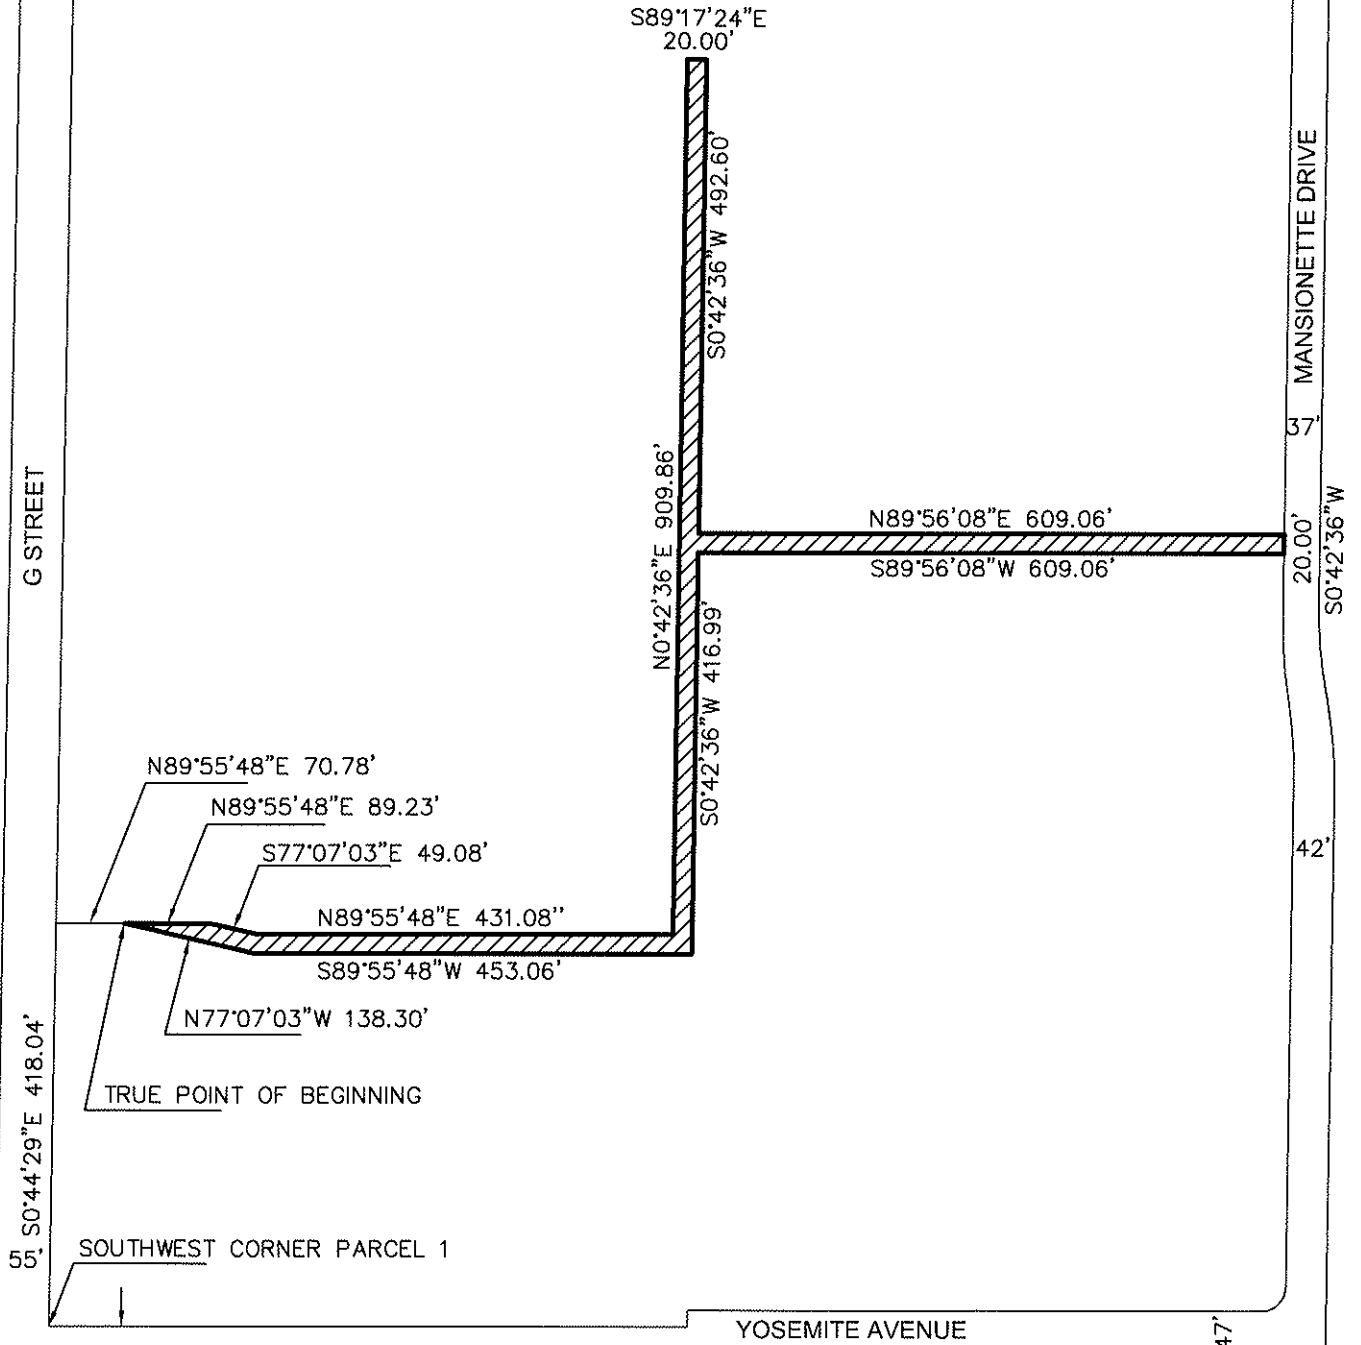 S89°17'24"E
20.00'
S0°42'36"W 492.60'
MANSIONETTE DRIVE
37'
G STREET
N0°42'36"E 909.86'
N89°56'08"E 609.06'
S89°56'08"W 609.06'
20.00'
S0°42'36"W
S0°42'36"W 416.99'
N89°55'48"E 70.78'
N89°55'48"E 89.23'
S77°07'03"E 49.08'
42'
N89°55'48"E 431.08"
S89°55'48"W 453.06'
N77°07'03"W 138.30'
TRUE POINT OF BEGINNING
S0°44'29"E 418.04'
55'
SOUTHWEST CORNER PARCEL 1
YOSEMITE AVENUE
47'